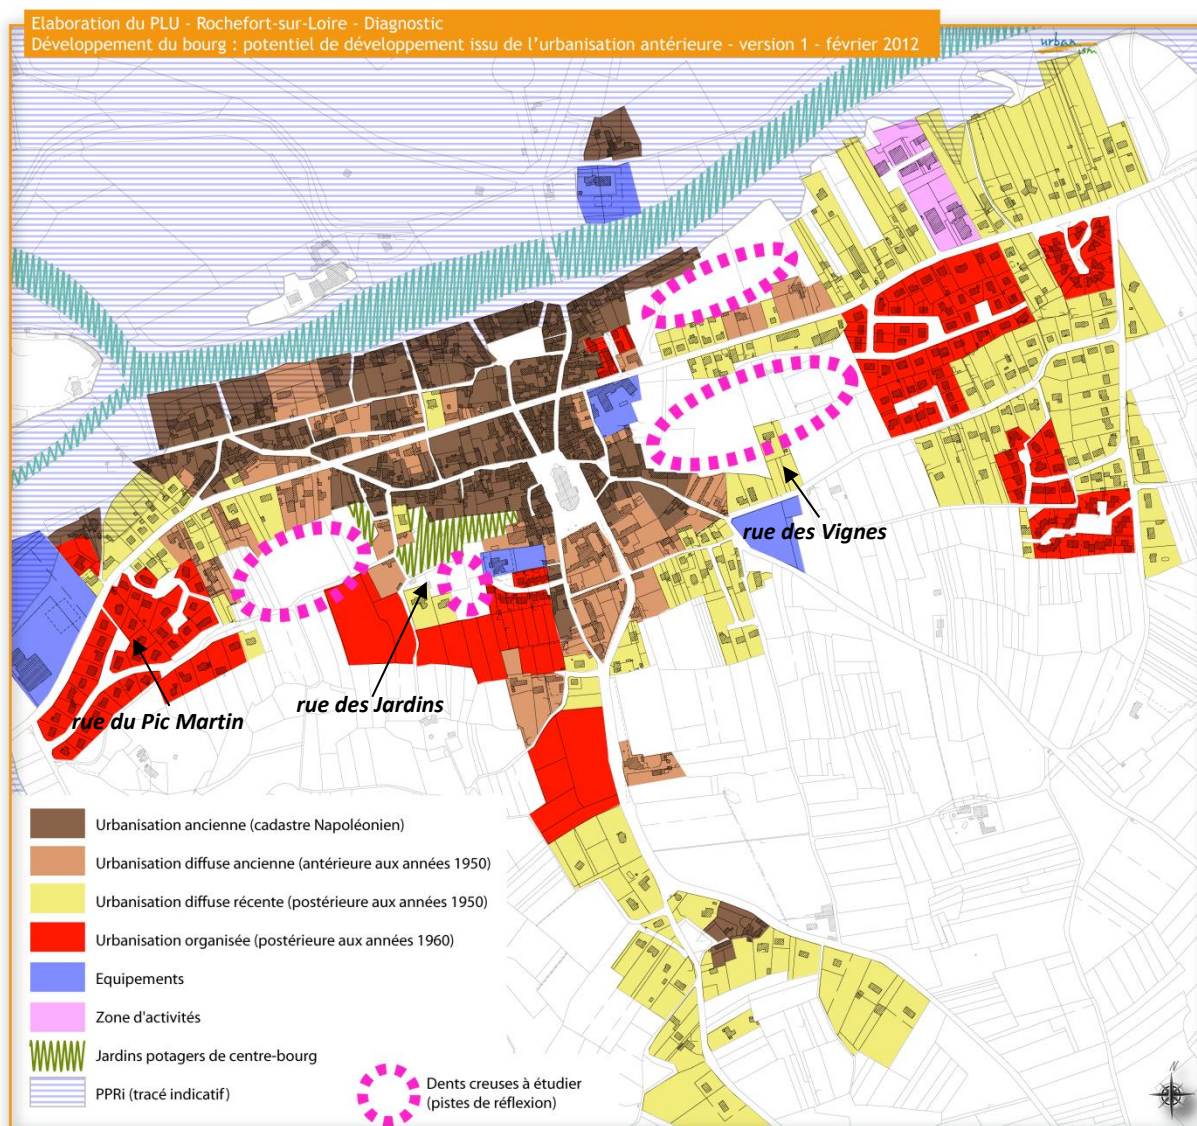 Elaboration du PLU - Rochefort-sur-Loire - Diagnostic
Développement du bourg : potentiel de développement issu de l'urbanisation antérieure - version 1 - février 2012
urban
ism
rue des Vignes
rue des Jardins
rue du Pic Martin
Urbanisation ancienne (cadastre Napoléonien)
Urbanisation diffuse ancienne (antérieure aux années 1950)
Urbanisation diffuse récente (postérieure aux années 1950)
Urbanisation organisée (postérieure aux années 1960)
Equipements
Zone d'activités
Jardins potagers de centre-bourg
PPRi (tracé indicatif)
Dents creuses à étudier
(pistes de réflexion)
N